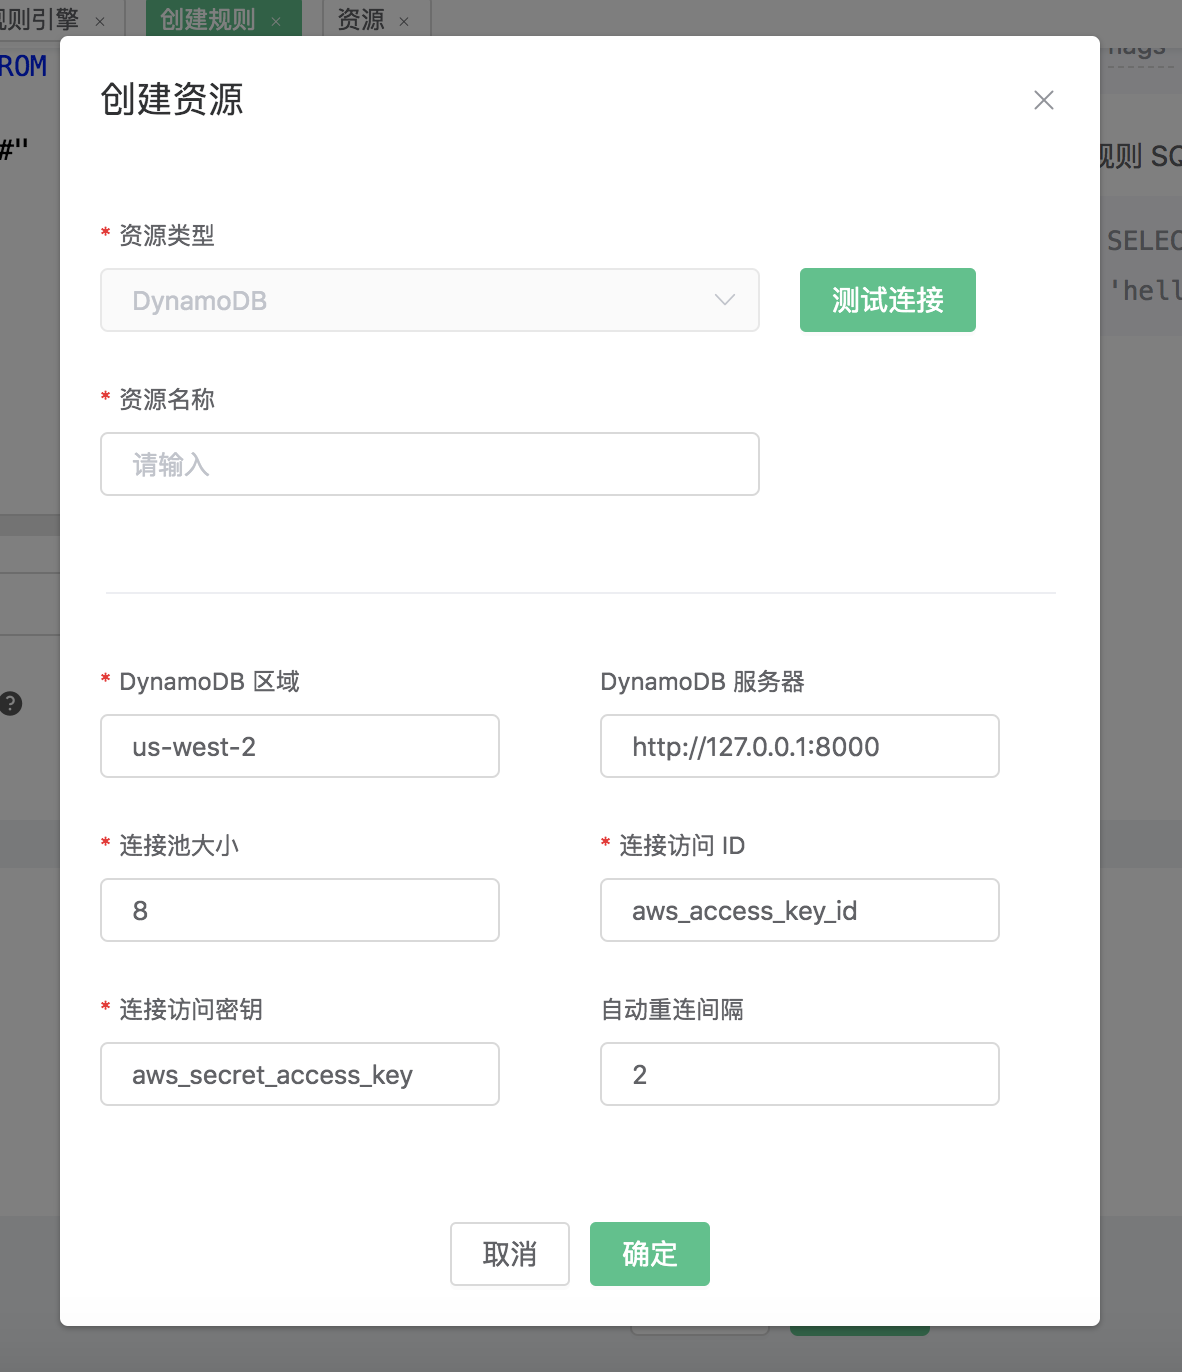 则引擎 × 创建规则 × 资源 ×
ROM
#"
规则 SQ
SELEC
'hell
创建资源
* 资源类型
DynamoDB
测试连接
* 资源名称
请输入
* DynamoDB 区域
us-west-2
DynamoDB 服务器
http://127.0.0.1:8000
* 连接池大小
8
* 连接访问 ID
aws_access_key_id
* 连接访问密钥
aws_secret_access_key
自动重连间隔
2
取消
确定